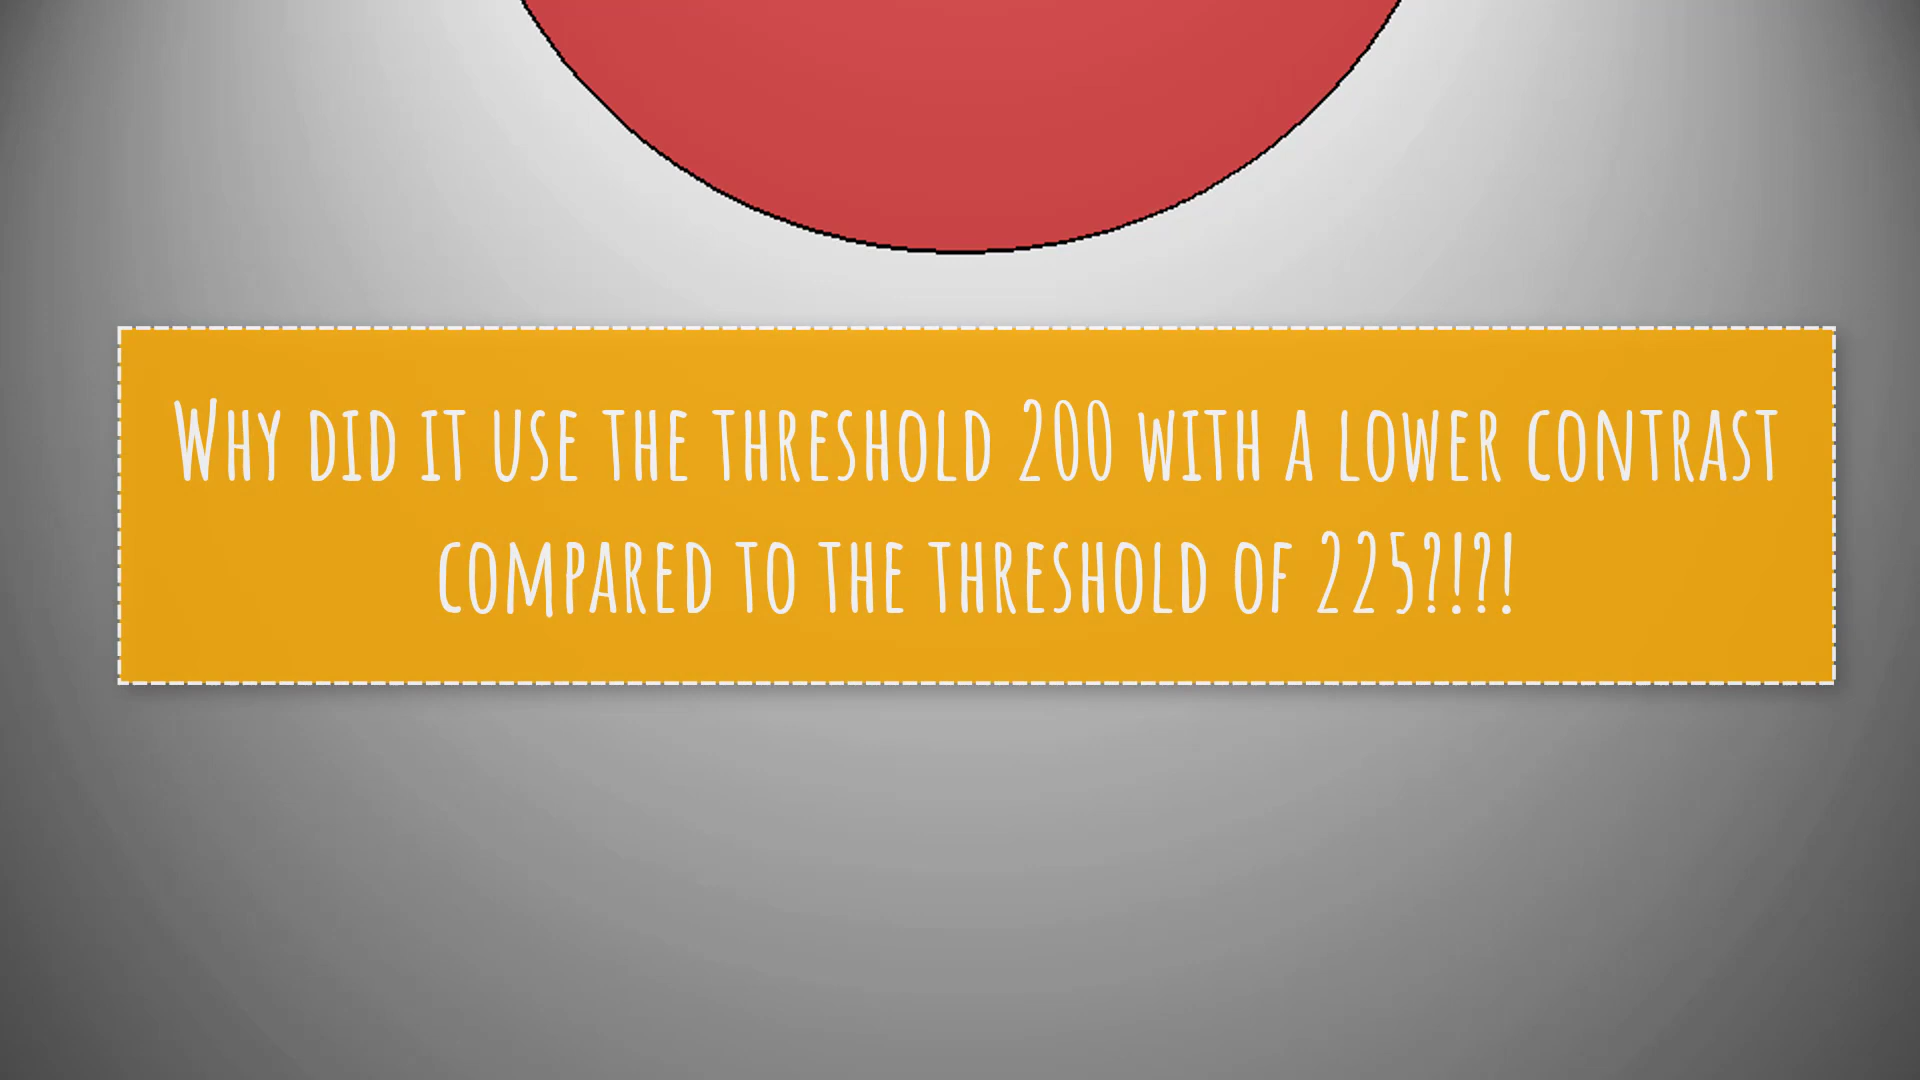 Why did it use the threshold 200 with a lower contrast
compared to the threshold of 225?!?!